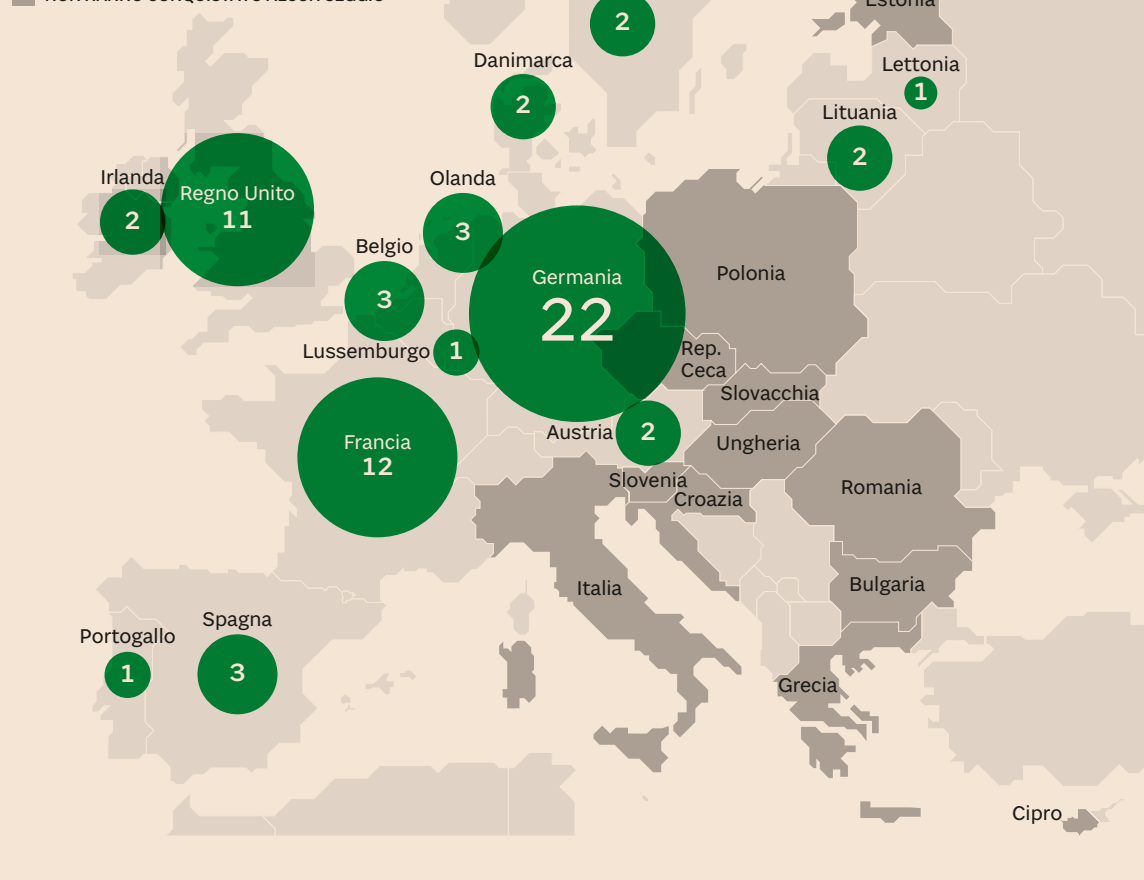 2
Estonia
Danimarca
2
Lettonia
1
Lituania
2
Irlanda
2
Regno Unito
11
Olanda
3
Belgio
3
Germania
22
Polonia
Lussemburgo
1
Rep.
Ceca
Slovacchia
Austria
2
Ungheria
Francia
12
Slovenia
Croazia
Romania
Italia
Bulgaria
Portogallo
1
Spagna
3
Grecia
Cipro